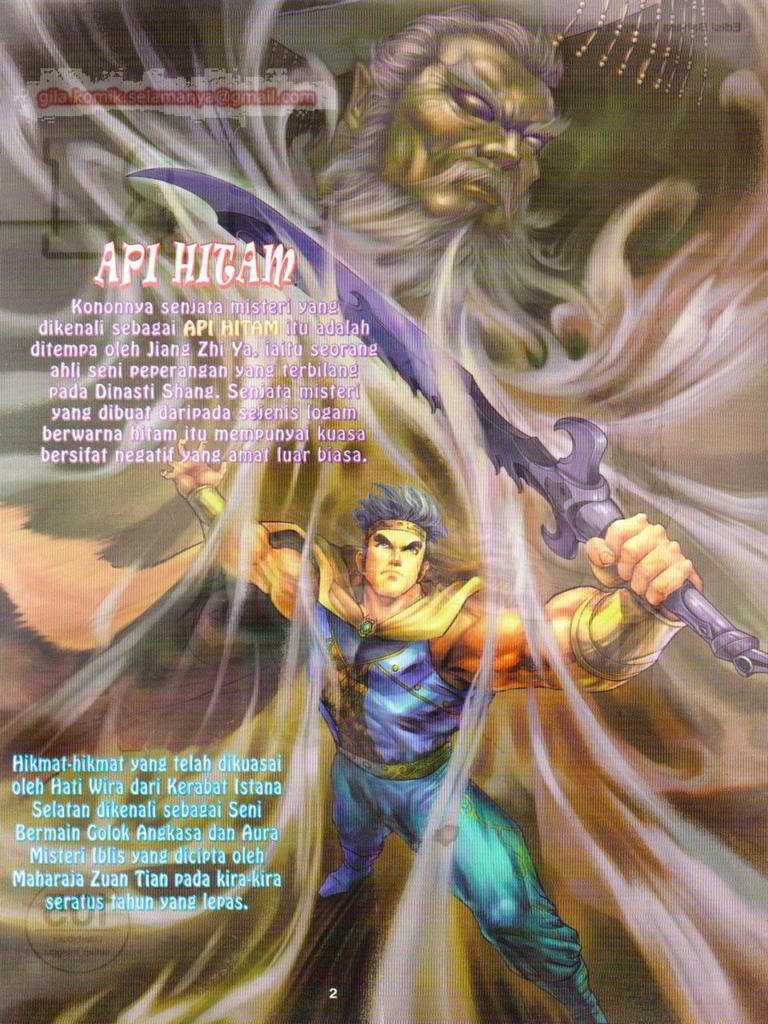 gila.komik.selamanya@gmail.com
API HITAM
Kononnya senjata misteri yang
dikenali sebagai API HITAM itu adalah
ditempa oleh Jiang Zhi Ya, iaitu seorang
ahli seni peperangan yang terbilang
pada Dinasti Shang. Senjata misteri
yang dibuat daripada sejenis logam
berwarna hitam itu mempunyai kuasa
bersifat negatif yang amat luar biasa.
Hikmat-hikmat yang telah dikuasai
oleh Hati Wira dari Kerabat Istana
Selatan dikenali sebagai Seni
Bermain Golok Angkasa dan Aura
Misteri Iblis yang dicipta oleh
Maharaja Zuan Tian pada kira-kira
seratus tahun yang lepas.
2